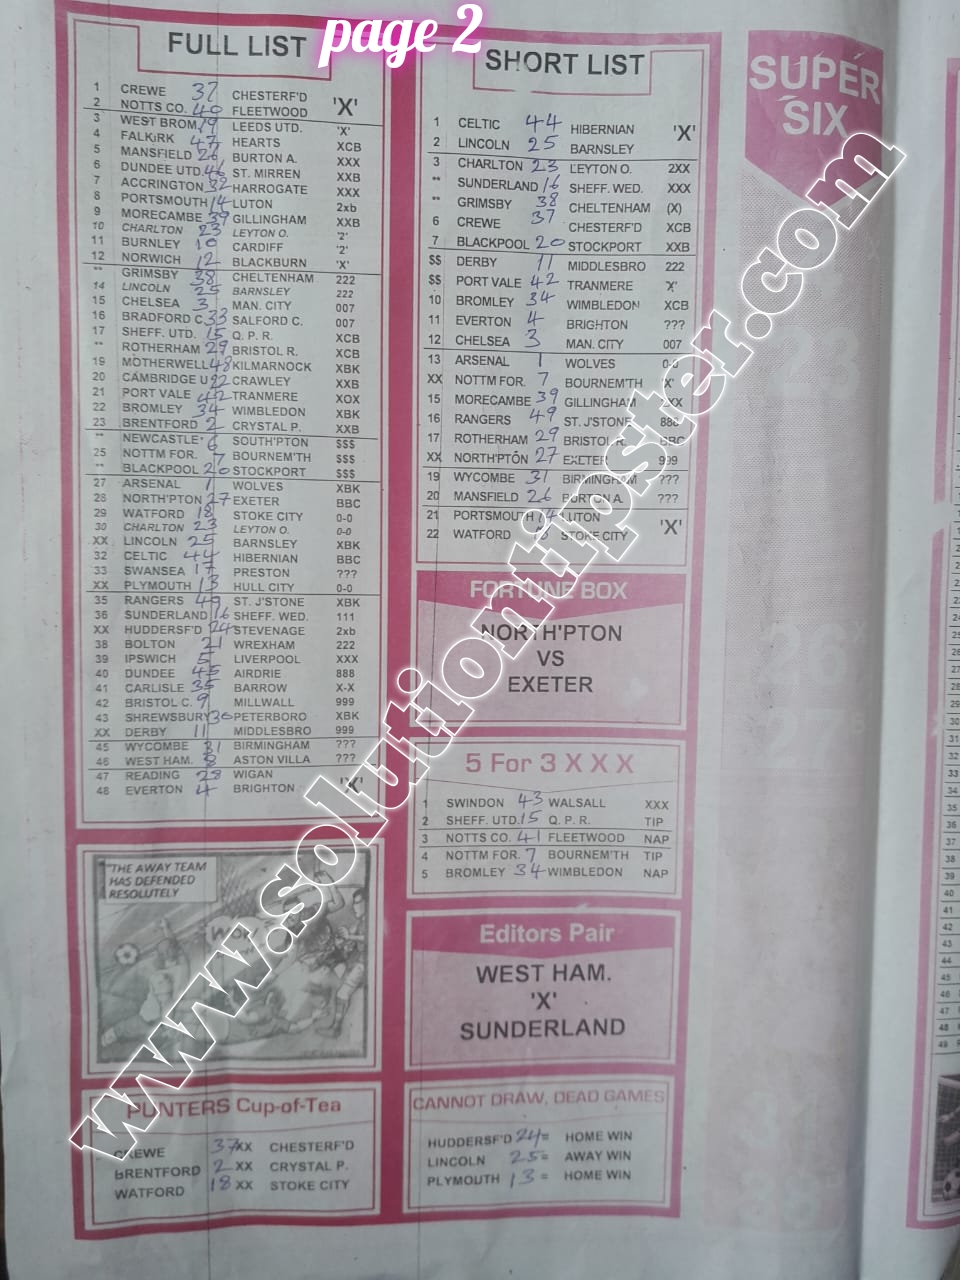 page 2
FULL LIST
1 CREWE 37 CHESTERF'D
2 NOTTS CO. 40 FLEETWOOD 'X'
3 WEST BROM 19 LEEDS UTD. 'X'
4 FALKIRK 47 HEARTS XCB
5 MANSFIELD 26 BURTON A. XXX
6 DUNDEE UTD. 46 ST. MIRREN XXB
7 ACCRINGTON 32 HARROGATE XXX
8 PORTSMOUTH 14 LUTON 2xb
9 MORECAMBE 39 GILLINGHAM XXB
10 CHARLTON 23 LEYTON O. '2'
11 BURNLEY 10 CARDIFF '2'
12 NORWICH 12 BLACKBURN 'X'
** GRIMSBY 38 CHELTENHAM 222
14 LINCOLN 25 BARNSLEY 222
15 CHELSEA 3 MAN. CITY 007
16 BRADFORD C. 33 SALFORD C. 007
17 SHEFF. UTD. 15 Q. P. R. XCB
** ROTHERHAM 29 BRISTOL R. XCB
19 MOTHERWELL 48 KILMARNOCK XBK
20 CAMBRIDGE U 22 CRAWLEY XXB
21 PORT VALE 42 TRANMERE XOX
22 BROMLEY 34 WIMBLEDON XBK
23 BRENTFORD 2 CRYSTAL P. XXB
** NEWCASTLE 6 SOUTH'PTON $$$
25 NOTTM FOR. 7 BOURNEM'TH $$$
** BLACKPOOL 20 STOCKPORT $$$
27 ARSENAL 1 WOLVES XBK
28 NORTH'PTON 27 EXETER BBC
29 WATFORD 18 STOKE CITY 0-0
30 CHARLTON 23 LEYTON O. 0-0
XX LINCOLN 25 BARNSLEY XBK
32 CELTIC 44 HIBERNIAN BBC
33 SWANSEA 17 PRESTON ???
XX PLYMOUTH 13 HULL CITY 0-0
35 RANGERS 49 ST. J'STONE XBK
36 SUNDERLAND 16 SHEFF. WED. 111
XX HUDDERSF'D 24 STEVENAGE 2xb
38 BOLTON 21 WREXHAM 222
39 IPSWICH 5 LIVERPOOL XXX
40 DUNDEE 45 AIRDRIE 888
41 CARLISLE 35 BARROW X-X
42 BRISTOL C. 9 MILLWALL 999
43 SHREWSBURY 30 PETERBORO XBK
XX DERBY 11 MIDDLESBRO 999
45 WYCOMBE 31 BIRMINGHAM ???
46 WEST HAM. 8 ASTON VILLA ???
47 READING 28 WIGAN
48 EVERTON 4 BRIGHTON 'X'
THE AWAY TEAM
HAS DEFENDED
RESOLUTELY
PUNTERS Cup-of-Tea
CREWE 37 XX CHESTERF'D
BRENTFORD 2 XX CRYSTAL P.
WATFORD 18 XX STOKE CITY
SHORT LIST
1 CELTIC 44 HIBERNIAN
2 LINCOLN 25 BARNSLEY 'X'
3 CHARLTON 23 LEYTON O. 2XX
** SUNDERLAND 16 SHEFF. WED. XXX
** GRIMSBY 38 CHELTENHAM (X)
6 CREWE 37 CHESTERF'D XCB
7 BLACKPOOL 20 STOCKPORT XXB
$$ DERBY 11 MIDDLESBRO 222
$$ PORT VALE 42 TRANMERE 'X'
10 BROMLEY 34 WIMBLEDON XCB
11 EVERTON 4 BRIGHTON ???
12 CHELSEA 3 MAN. CITY 007
13 ARSENAL 1 WOLVES 0-0
XX NOTTM FOR. 7 BOURNEM'TH 'X'
15 MORECAMBE 39 GILLINGHAM
16 RANGERS 49 ST. J'STONE 888
17 ROTHERHAM 29 BRISTOL R. BBC
XX NORTH'PTON 27 EXETER 999
19 WYCOMBE 31 BIRMINGHAM ???
20 MANSFIELD 26 BURTON A. ???
21 PORTSMOUTH 14 LUTON
22 WATFORD 18 STOKE CITY 'X'
FORTUNE BOX
NORTH'PTON
VS
EXETER
5 For 3 X X X
1 SWINDON 43 WALSALL XXX
2 SHEFF. UTD. 15 Q. P. R. TIP
3 NOTTS CO. 41 FLEETWOOD NAP
4 NOTTM FOR. 7 BOURNEM'TH TIP
5 BROMLEY 34 WIMBLEDON NAP
Editors Pair
WEST HAM.
'X'
SUNDERLAND
CANNOT DRAW, DEAD GAMES
HUDDERSF'D 24 = HOME WIN
LINCOLN 25 = AWAY WIN
PLYMOUTH 13 = HOME WIN
SUPER
SIX
www.solutiontipster.com